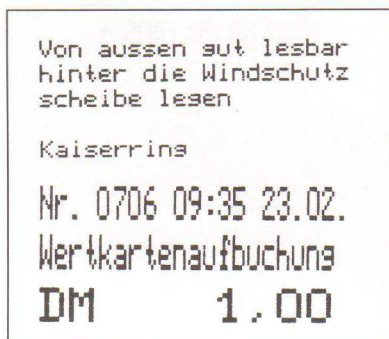 Von aussen gut lesbar
hinter die Windschutz
scheibe legen
Kaiserring
Nr. 0706 09:35 23.02.
Wertkartenaufbuchung
DM 1,00